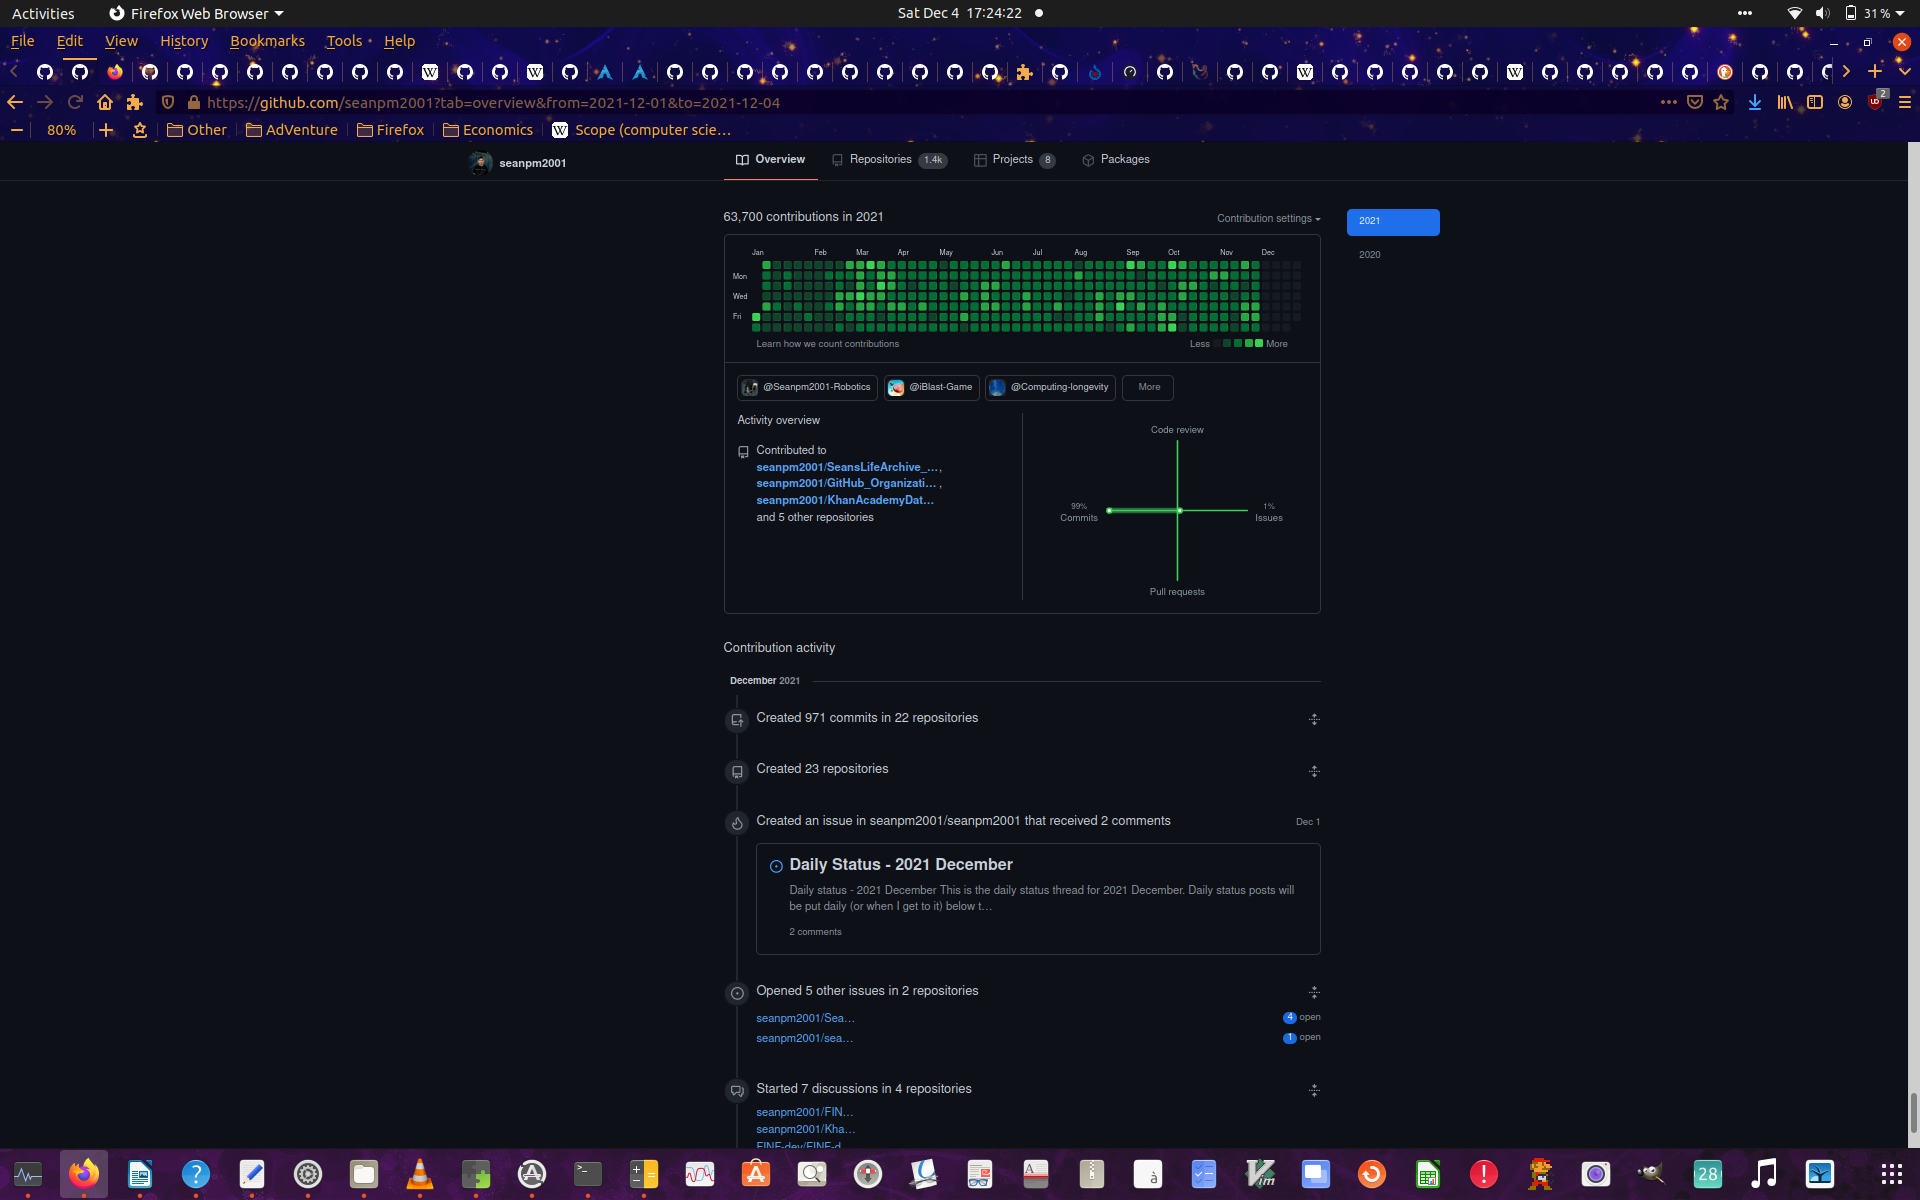 Activities
Firefox Web Browser
Sat Dec 4 17:24:22
31 %
File Edit View History Bookmarks Tools Help
https://github.com/seanpm2001?tab=overview&from=2021-12-01&to=2021-12-04
2
80%
Other
AdVenture
Firefox
Economics
Scope (computer scie…
seanpm2001
Overview
Repositories 1.4k
Projects 8
Packages
63,700 contributions in 2021
Contribution settings
2021
2020
Jan Feb Mar Apr May Jun Jul Aug Sep Oct Nov Dec
Mon
Wed
Fri
Learn how we count contributions
Less More
@Seanpm2001-Robotics
@iBlast-Game
@Computing-longevity
More
Activity overview
Contributed to
seanpm2001/SeansLifeArchive_…,
seanpm2001/GitHub_Organizati… ,
seanpm2001/KhanAcademyDat…
and 5 other repositories
Code review
99%
Commits
1%
Issues
Pull requests
Contribution activity
December 2021
Created 971 commits in 22 repositories
Created 23 repositories
Created an issue in seanpm2001/seanpm2001 that received 2 comments
Dec 1
Daily Status - 2021 December
Daily status - 2021 December This is the daily status thread for 2021 December. Daily status posts will
be put daily (or when I get to it) below t…
2 comments
Opened 5 other issues in 2 repositories
seanpm2001/Sea…
4 open
seanpm2001/sea…
1 open
Started 7 discussions in 4 repositories
seanpm2001/FIN…
seanpm2001/Kha…
28